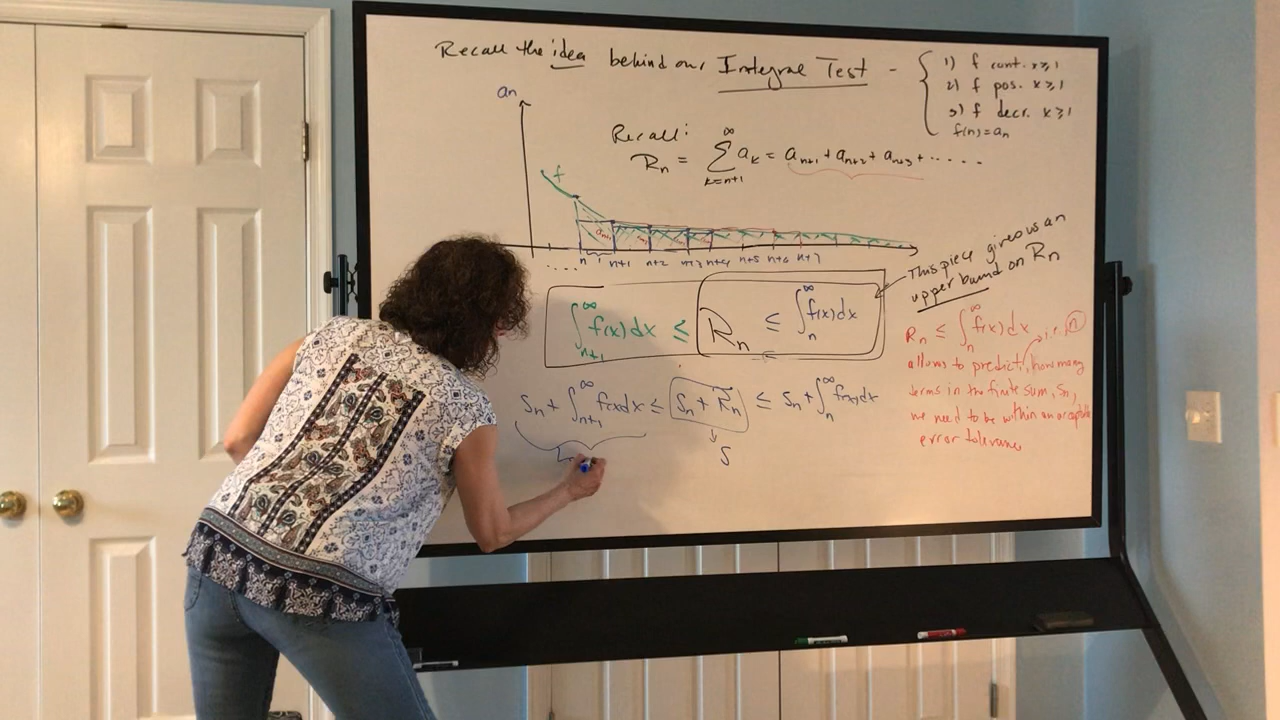 Recall the idea behind our Integral Test - { 1) f cont. x ≥ 1
2) f pos. x ≥ 1
3) f decr. x ≥ 1
f(n) = an
an
Recall:
Rn = ∞∑k=n+1 ak = an+1 + an+2 + an+3 + .....
f
an+1
n n+1 n+2 n+3 n+4 n+5 n+6 n+7
....
This piece gives us an
upper bound on Rn
∫n+1^∞ f(x)dx ≤ Rn ≤ ∫n^∞ f(x)dx
Rn ≤ ∫n^∞ f(x)dx, i.e. n
allows to predict, how many
terms in the finite sum, Sn,
we need to be within an acceptable
error tolerance
Sn + ∫n+1^∞ f(x)dx ≤ Sn + Rn ≤ Sn + ∫n^∞ f(x)dx
↓
S